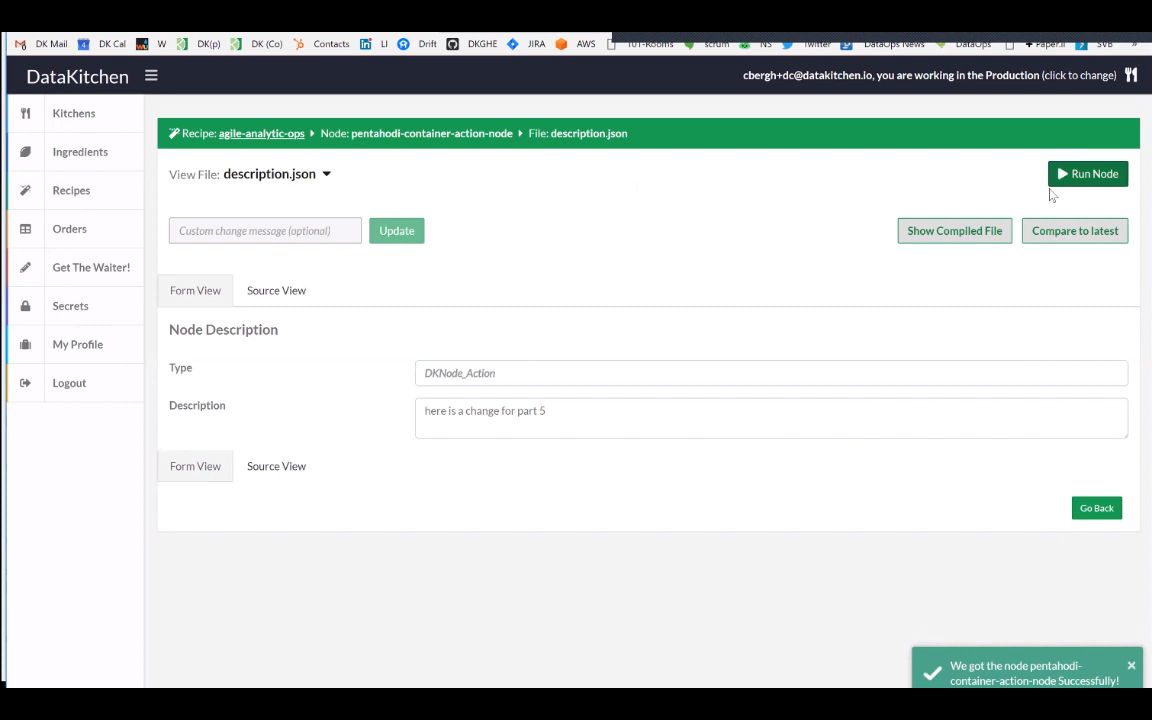 DK Mail DK Cal W DK(p) DK (Co) Contacts LI Drift DKGHE JIRA AWS 101-Rooms scrum NS Twitter DataOps News DataOps Paper.li SVB »
DataKitchen
cbergh+dc@datakitchen.io, you are working in the Production (click to change)
Kitchens
Ingredients
Recipes
Orders
Get The Waiter!
Secrets
My Profile
Logout
Recipe: agile-analytic-ops Node: pentahodi-container-action-node File: description.json
View File: description.json
Run Node
Custom change message (optional)
Update
Show Compiled File
Compare to latest
Form View Source View
Node Description
Type
DKNode_Action
Description
here is a change for part 5
Form View Source View
Go Back
We got the node pentahodi-
container-action-node Successfully!
×